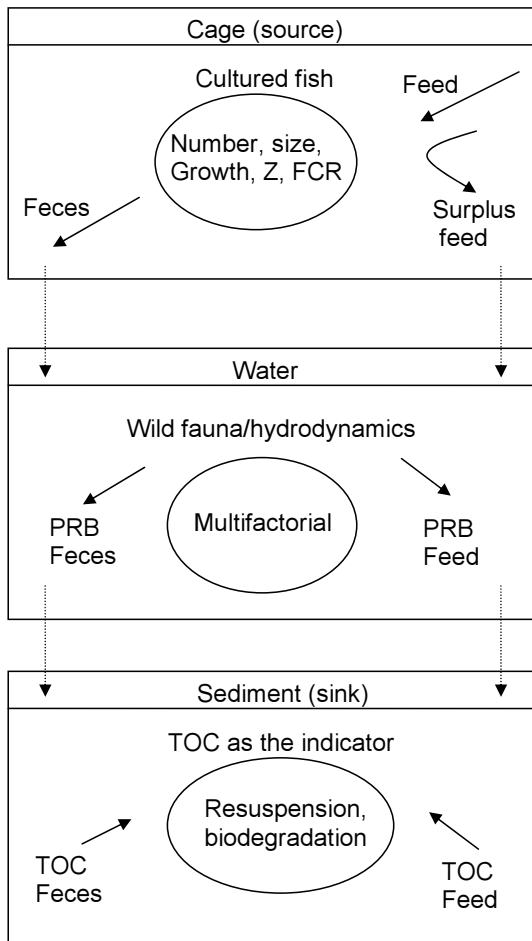 Cage (source)
Cultured fish
Feed
Number, size,
Growth, Z, FCR
Feces
Surplus
feed
Water
Wild fauna/hydrodynamics
PRB
Feces
Multifactorial
PRB
Feed
Sediment (sink)
TOC as the indicator
Resuspension,
biodegradation
TOC
Feces
TOC
Feed